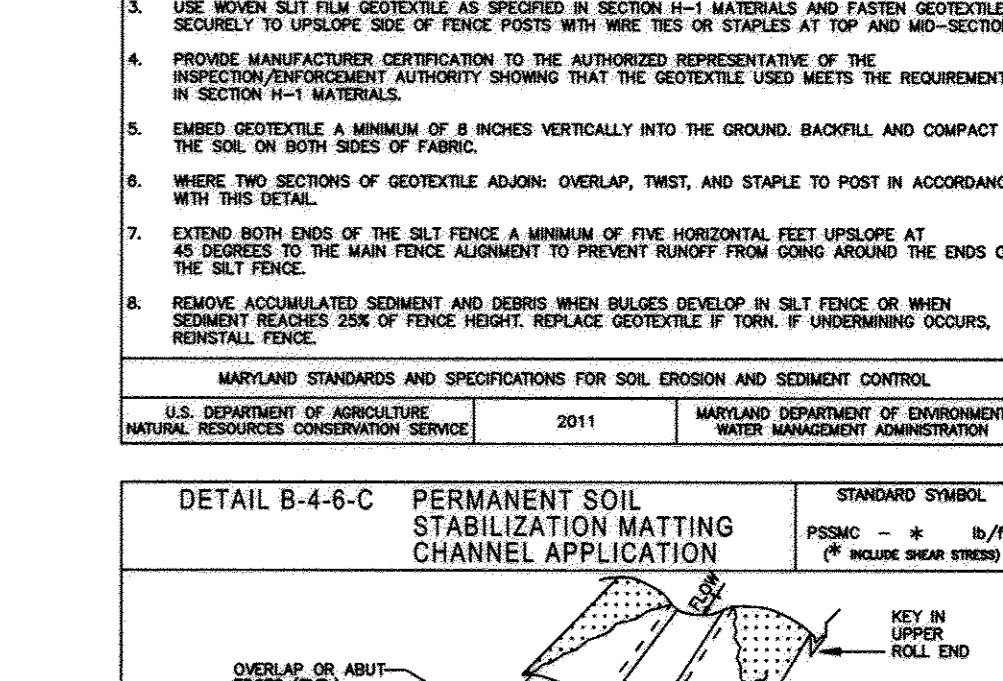 3. USE WOVEN SLIT FILM GEOTEXTILE AS SPECIFIED IN SECTION H-1 MATERIALS AND FASTEN GEOTEXTILE
SECURELY TO UPSLOPE SIDE OF FENCE POSTS WITH WIRE TIES OR STAPLES AT TOP AND MID-SECTION
4. PROVIDE MANUFACTURER CERTIFICATION TO THE AUTHORIZED REPRESENTATIVE OF THE
INSPECTION/ENFORCEMENT AUTHORITY SHOWING THAT THE GEOTEXTILE USED MEETS THE REQUIREMENT
IN SECTION H-1 MATERIALS.
5. EMBED GEOTEXTILE A MINIMUM OF 8 INCHES VERTICALLY INTO THE GROUND. BACKFILL AND COMPACT
THE SOIL ON BOTH SIDES OF FABRIC.
6. WHERE TWO SECTIONS OF GEOTEXTILE ADJOIN: OVERLAP, TWIST, AND STAPLE TO POST IN ACCORDANC
WITH THIS DETAIL.
7. EXTEND BOTH ENDS OF THE SILT FENCE A MINIMUM OF FIVE HORIZONTAL FEET UPSLOPE AT
45 DEGREES TO THE MAIN FENCE ALIGNMENT TO PREVENT RUNOFF FROM GOING AROUND THE ENDS O
THE SILT FENCE.
8. REMOVE ACCUMULATED SEDIMENT AND DEBRIS WHEN BULGES DEVELOP IN SILT FENCE OR WHEN
SEDIMENT REACHES 25% OF FENCE HEIGHT. REPLACE GEOTEXTILE IF TORN. IF UNDERMINING OCCURS,
REINSTALL FENCE.
MARYLAND STANDARDS AND SPECIFICATIONS FOR SOIL EROSION AND SEDIMENT CONTROL
U.S. DEPARTMENT OF AGRICULTURE
NATURAL RESOURCES CONSERVATION SERVICE
2011
MARYLAND DEPARTMENT OF ENVIRONMENT
WATER MANAGEMENT ADMINISTRATION
DETAIL B-4-6-C PERMANENT SOIL
STABILIZATION MATTING
CHANNEL APPLICATION
STANDARD SYMBOL
PSSMC - * lb/f
(* INCLUDE SHEAR STRESS)
FLOW
KEY IN
UPPER
ROLL END
OVERLAP OR ABUT